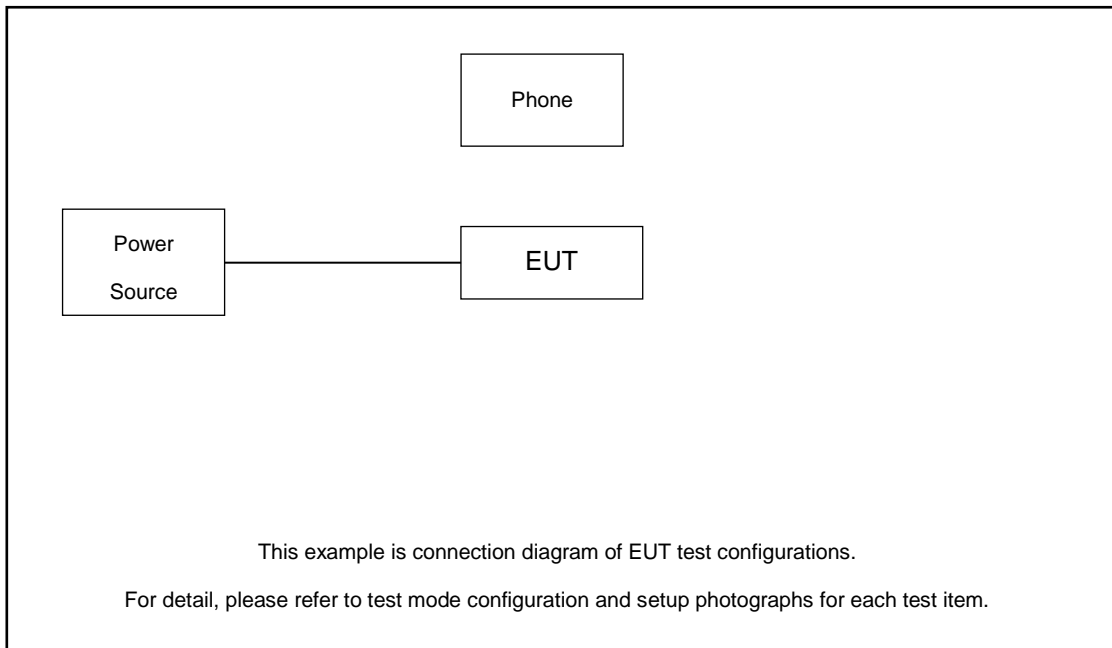 Phone
Power
Source
EUT
This example is connection diagram of EUT test configurations.
For detail, please refer to test mode configuration and setup photographs for each test item.